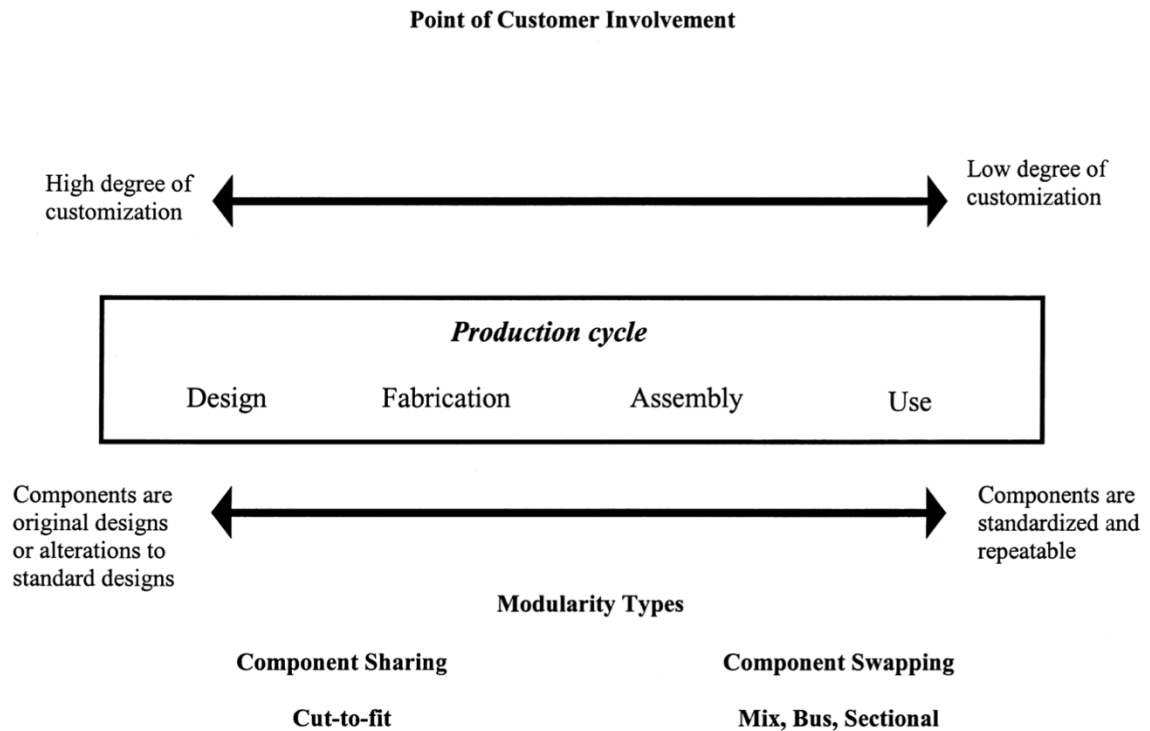 Point of Customer Involvement
High degree of
customization
Low degree of
customization
Production cycle
Design Fabrication Assembly Use
Components are
original designs
or alterations to
standard designs
Components are
standardized and
repeatable
Modularity Types
Component Sharing Component Swapping
Cut-to-fit Mix, Bus, Sectional